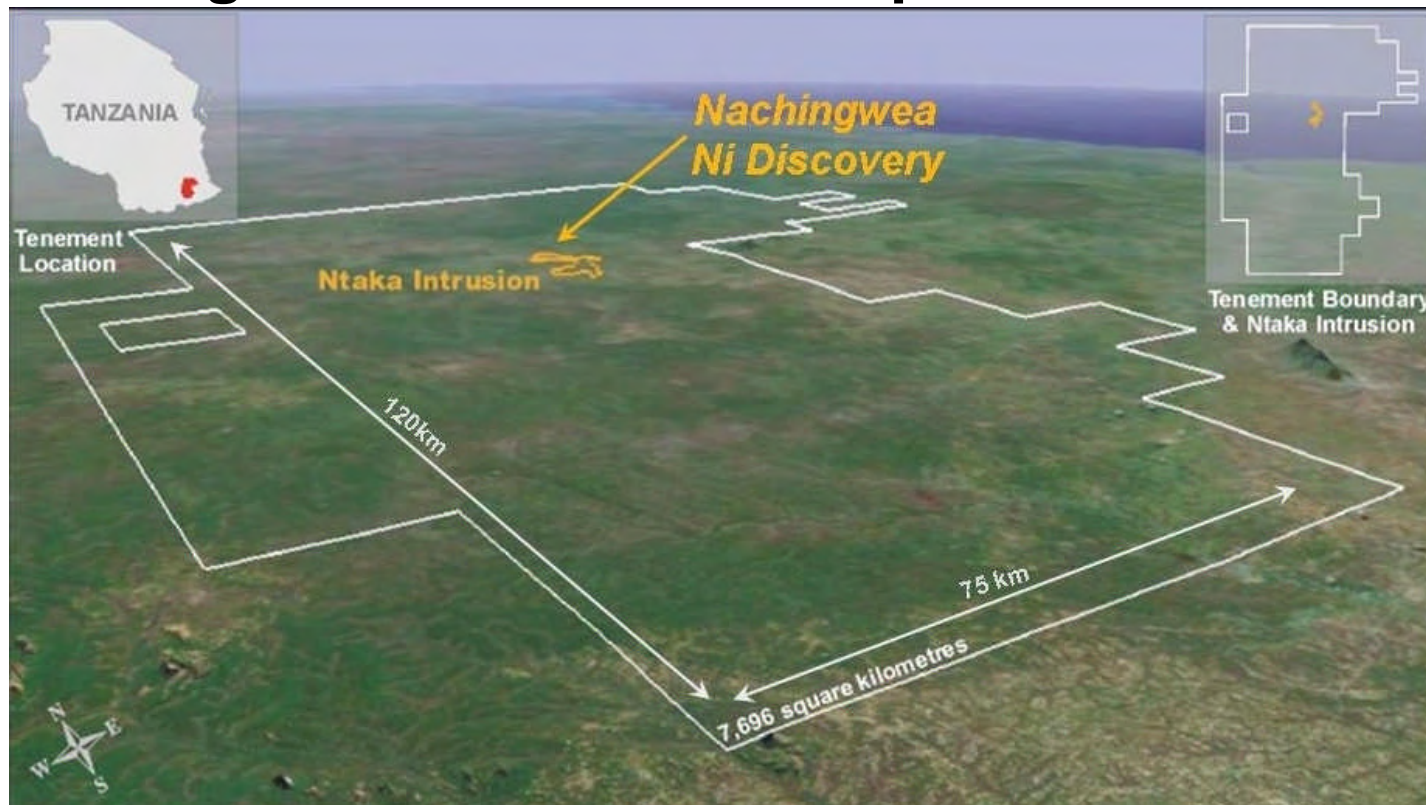 TANZANIA
Tenement
Location
Nachingwea
Ni Discovery
Ntaka Intrusion
Tenement Boundary
& Ntaka Intrusion
120km
75 km
7,696 square kilometres
N
E
W
S